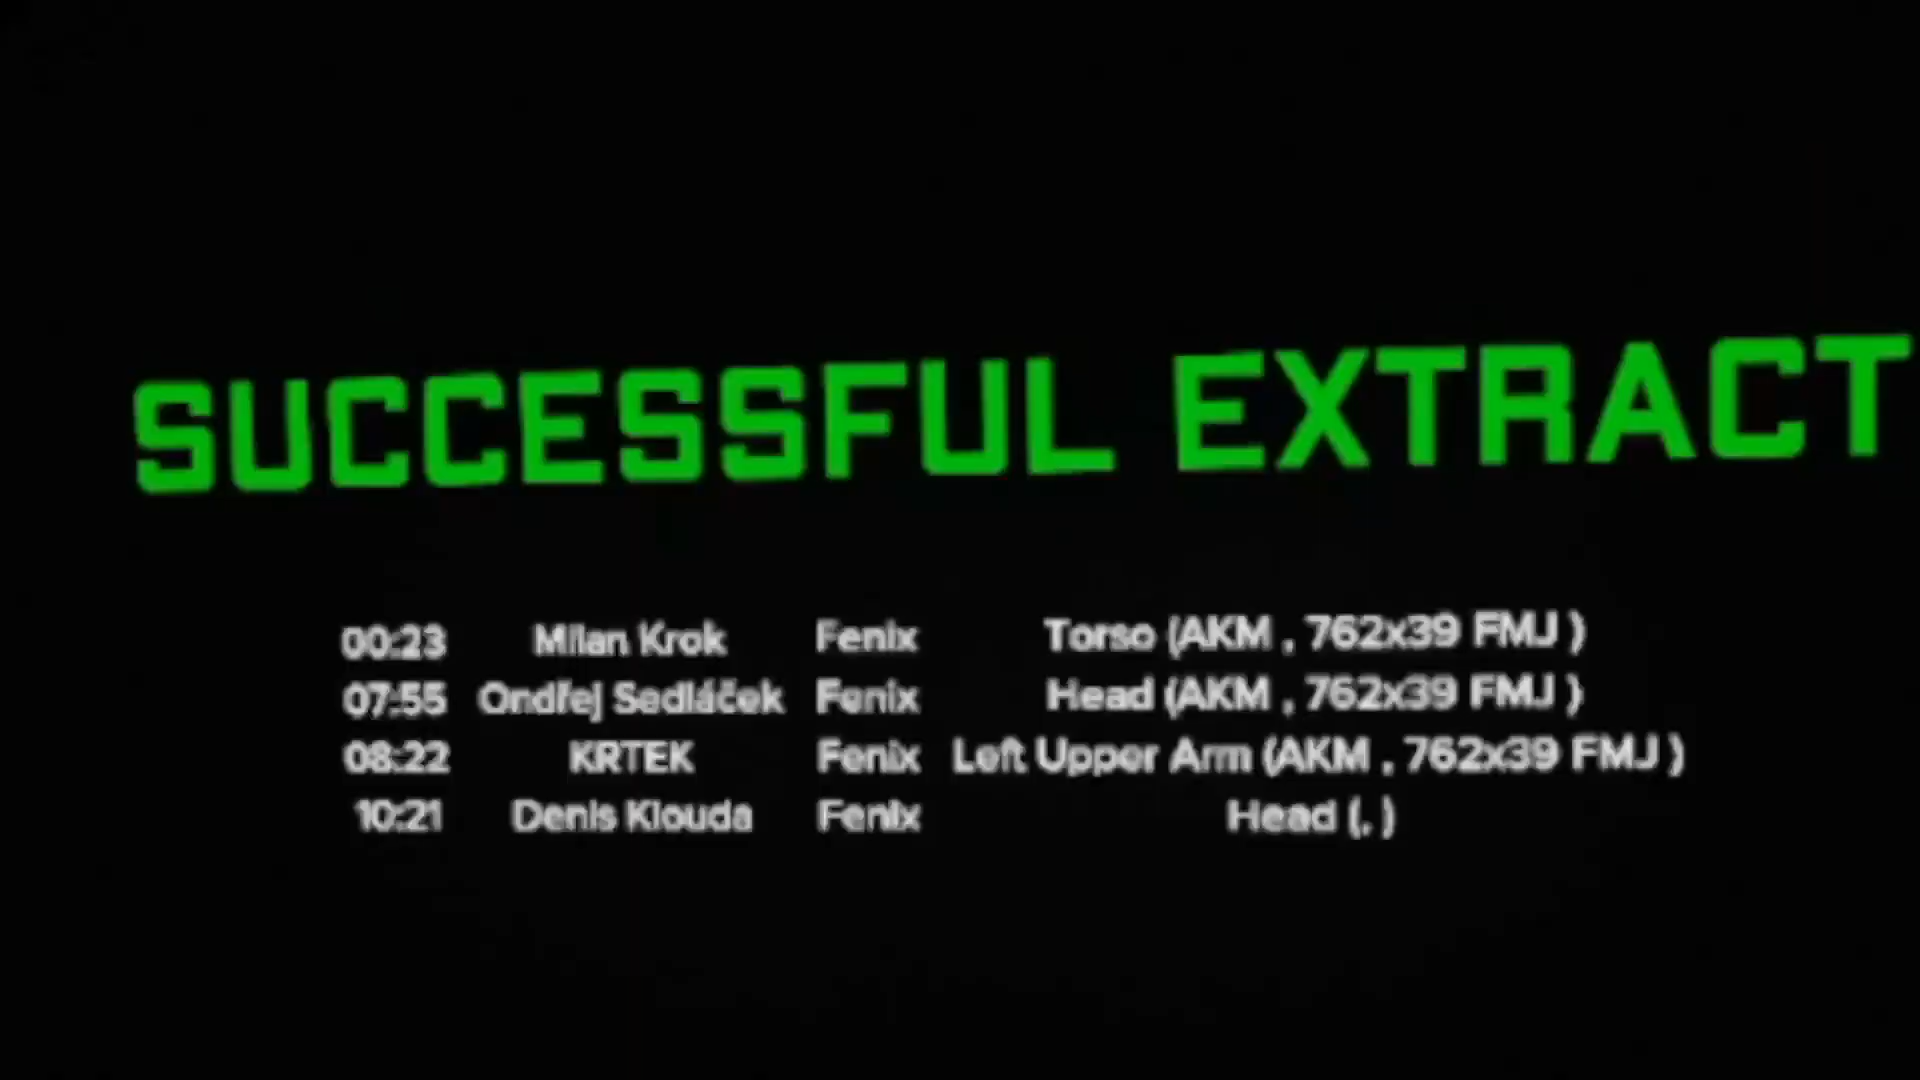 SUCCESSFUL EXTRACT
00:23 Milan Krok Fenix Torso (AKM , 762x39 FMJ )
07:55 Ondřej Sedláček Fenix Head (AKM , 762x39 FMJ )
08:22 KRTEK Fenix Left Upper Arm (AKM , 762x39 FMJ )
10:21 Denis Klouda Fenix Head (, )